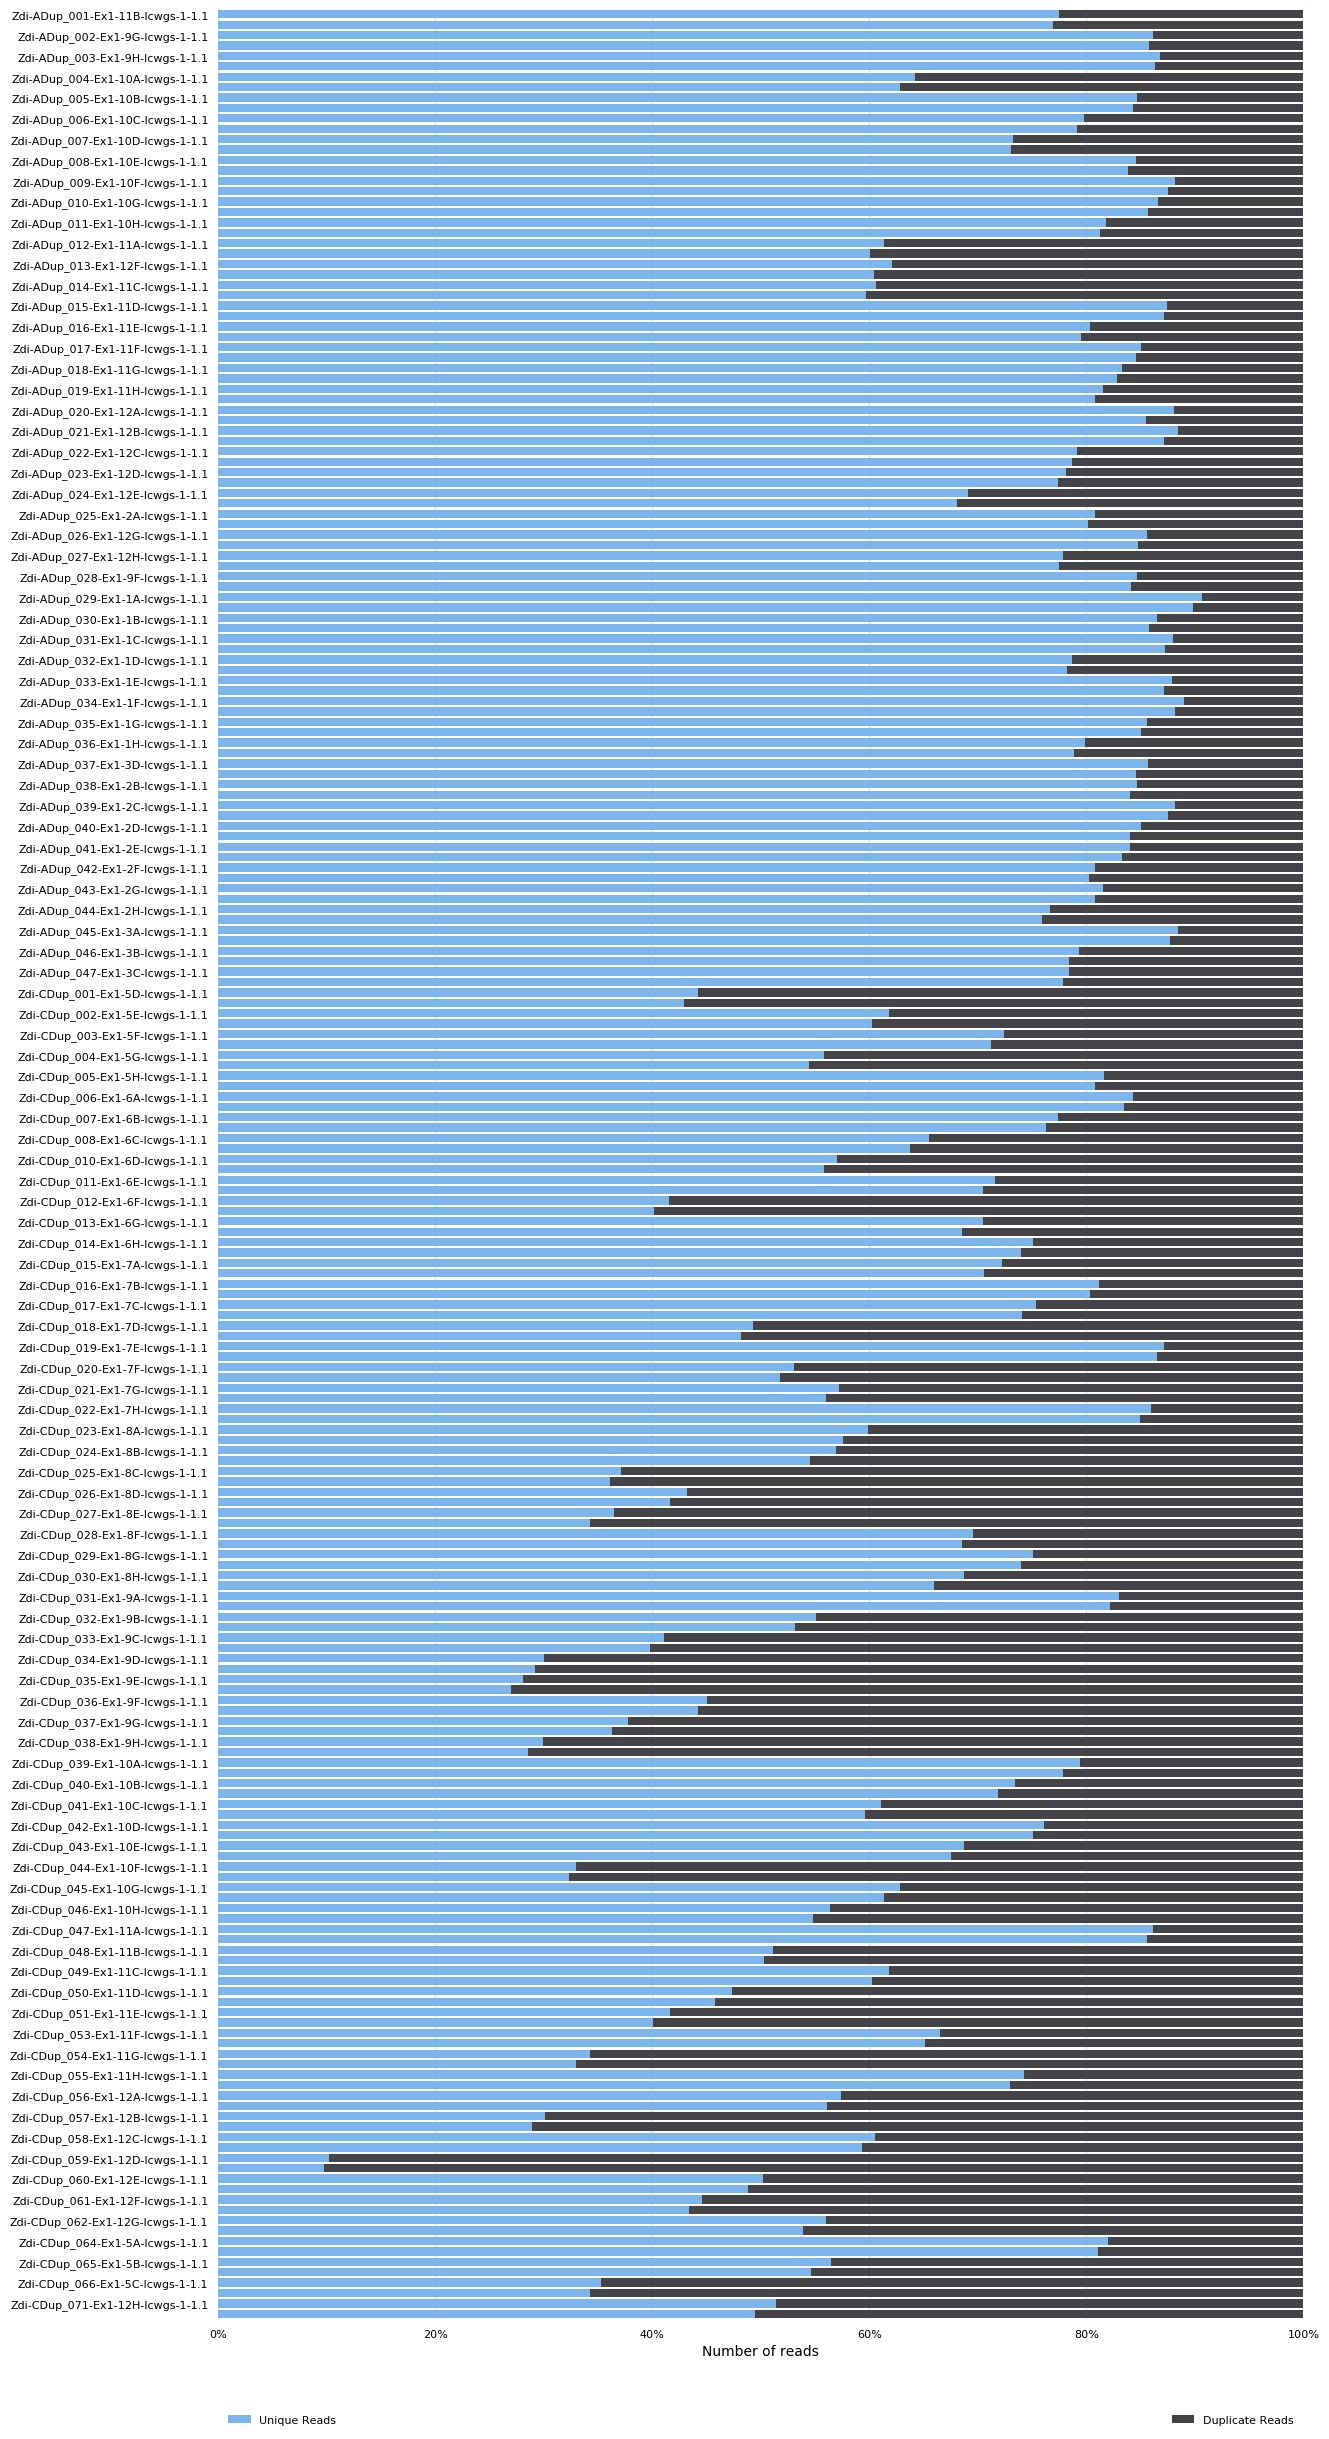 Zdi-ADup_001-Ex1-11B-lcwgs-1-1.1
Zdi-ADup_002-Ex1-9G-lcwgs-1-1.1
Zdi-ADup_003-Ex1-9H-lcwgs-1-1.1
Zdi-ADup_004-Ex1-10A-lcwgs-1-1.1
Zdi-ADup_005-Ex1-10B-lcwgs-1-1.1
Zdi-ADup_006-Ex1-10C-lcwgs-1-1.1
Zdi-ADup_007-Ex1-10D-lcwgs-1-1.1
Zdi-ADup_008-Ex1-10E-lcwgs-1-1.1
Zdi-ADup_009-Ex1-10F-lcwgs-1-1.1
Zdi-ADup_010-Ex1-10G-lcwgs-1-1.1
Zdi-ADup_011-Ex1-10H-lcwgs-1-1.1
Zdi-ADup_012-Ex1-11A-lcwgs-1-1.1
Zdi-ADup_013-Ex1-12F-lcwgs-1-1.1
Zdi-ADup_014-Ex1-11C-lcwgs-1-1.1
Zdi-ADup_015-Ex1-11D-lcwgs-1-1.1
Zdi-ADup_016-Ex1-11E-lcwgs-1-1.1
Zdi-ADup_017-Ex1-11F-lcwgs-1-1.1
Zdi-ADup_018-Ex1-11G-lcwgs-1-1.1
Zdi-ADup_019-Ex1-11H-lcwgs-1-1.1
Zdi-ADup_020-Ex1-12A-lcwgs-1-1.1
Zdi-ADup_021-Ex1-12B-lcwgs-1-1.1
Zdi-ADup_022-Ex1-12C-lcwgs-1-1.1
Zdi-ADup_023-Ex1-12D-lcwgs-1-1.1
Zdi-ADup_024-Ex1-12E-lcwgs-1-1.1
Zdi-ADup_025-Ex1-2A-lcwgs-1-1.1
Zdi-ADup_026-Ex1-12G-lcwgs-1-1.1
Zdi-ADup_027-Ex1-12H-lcwgs-1-1.1
Zdi-ADup_028-Ex1-9F-lcwgs-1-1.1
Zdi-ADup_029-Ex1-1A-lcwgs-1-1.1
Zdi-ADup_030-Ex1-1B-lcwgs-1-1.1
Zdi-ADup_031-Ex1-1C-lcwgs-1-1.1
Zdi-ADup_032-Ex1-1D-lcwgs-1-1.1
Zdi-ADup_033-Ex1-1E-lcwgs-1-1.1
Zdi-ADup_034-Ex1-1F-lcwgs-1-1.1
Zdi-ADup_035-Ex1-1G-lcwgs-1-1.1
Zdi-ADup_036-Ex1-1H-lcwgs-1-1.1
Zdi-ADup_037-Ex1-3D-lcwgs-1-1.1
Zdi-ADup_038-Ex1-2B-lcwgs-1-1.1
Zdi-ADup_039-Ex1-2C-lcwgs-1-1.1
Zdi-ADup_040-Ex1-2D-lcwgs-1-1.1
Zdi-ADup_041-Ex1-2E-lcwgs-1-1.1
Zdi-ADup_042-Ex1-2F-lcwgs-1-1.1
Zdi-ADup_043-Ex1-2G-lcwgs-1-1.1
Zdi-ADup_044-Ex1-2H-lcwgs-1-1.1
Zdi-ADup_045-Ex1-3A-lcwgs-1-1.1
Zdi-ADup_046-Ex1-3B-lcwgs-1-1.1
Zdi-ADup_047-Ex1-3C-lcwgs-1-1.1
Zdi-CDup_001-Ex1-5D-lcwgs-1-1.1
Zdi-CDup_002-Ex1-5E-lcwgs-1-1.1
Zdi-CDup_003-Ex1-5F-lcwgs-1-1.1
Zdi-CDup_004-Ex1-5G-lcwgs-1-1.1
Zdi-CDup_005-Ex1-5H-lcwgs-1-1.1
Zdi-CDup_006-Ex1-6A-lcwgs-1-1.1
Zdi-CDup_007-Ex1-6B-lcwgs-1-1.1
Zdi-CDup_008-Ex1-6C-lcwgs-1-1.1
Zdi-CDup_010-Ex1-6D-lcwgs-1-1.1
Zdi-CDup_011-Ex1-6E-lcwgs-1-1.1
Zdi-CDup_012-Ex1-6F-lcwgs-1-1.1
Zdi-CDup_013-Ex1-6G-lcwgs-1-1.1
Zdi-CDup_014-Ex1-6H-lcwgs-1-1.1
Zdi-CDup_015-Ex1-7A-lcwgs-1-1.1
Zdi-CDup_016-Ex1-7B-lcwgs-1-1.1
Zdi-CDup_017-Ex1-7C-lcwgs-1-1.1
Zdi-CDup_018-Ex1-7D-lcwgs-1-1.1
Zdi-CDup_019-Ex1-7E-lcwgs-1-1.1
Zdi-CDup_020-Ex1-7F-lcwgs-1-1.1
Zdi-CDup_021-Ex1-7G-lcwgs-1-1.1
Zdi-CDup_022-Ex1-7H-lcwgs-1-1.1
Zdi-CDup_023-Ex1-8A-lcwgs-1-1.1
Zdi-CDup_024-Ex1-8B-lcwgs-1-1.1
Zdi-CDup_025-Ex1-8C-lcwgs-1-1.1
Zdi-CDup_026-Ex1-8D-lcwgs-1-1.1
Zdi-CDup_027-Ex1-8E-lcwgs-1-1.1
Zdi-CDup_028-Ex1-8F-lcwgs-1-1.1
Zdi-CDup_029-Ex1-8G-lcwgs-1-1.1
Zdi-CDup_030-Ex1-8H-lcwgs-1-1.1
Zdi-CDup_031-Ex1-9A-lcwgs-1-1.1
Zdi-CDup_032-Ex1-9B-lcwgs-1-1.1
Zdi-CDup_033-Ex1-9C-lcwgs-1-1.1
Zdi-CDup_034-Ex1-9D-lcwgs-1-1.1
Zdi-CDup_035-Ex1-9E-lcwgs-1-1.1
Zdi-CDup_036-Ex1-9F-lcwgs-1-1.1
Zdi-CDup_037-Ex1-9G-lcwgs-1-1.1
Zdi-CDup_038-Ex1-9H-lcwgs-1-1.1
Zdi-CDup_039-Ex1-10A-lcwgs-1-1.1
Zdi-CDup_040-Ex1-10B-lcwgs-1-1.1
Zdi-CDup_041-Ex1-10C-lcwgs-1-1.1
Zdi-CDup_042-Ex1-10D-lcwgs-1-1.1
Zdi-CDup_043-Ex1-10E-lcwgs-1-1.1
Zdi-CDup_044-Ex1-10F-lcwgs-1-1.1
Zdi-CDup_045-Ex1-10G-lcwgs-1-1.1
Zdi-CDup_046-Ex1-10H-lcwgs-1-1.1
Zdi-CDup_047-Ex1-11A-lcwgs-1-1.1
Zdi-CDup_048-Ex1-11B-lcwgs-1-1.1
Zdi-CDup_049-Ex1-11C-lcwgs-1-1.1
Zdi-CDup_050-Ex1-11D-lcwgs-1-1.1
Zdi-CDup_051-Ex1-11E-lcwgs-1-1.1
Zdi-CDup_053-Ex1-11F-lcwgs-1-1.1
Zdi-CDup_054-Ex1-11G-lcwgs-1-1.1
Zdi-CDup_055-Ex1-11H-lcwgs-1-1.1
Zdi-CDup_056-Ex1-12A-lcwgs-1-1.1
Zdi-CDup_057-Ex1-12B-lcwgs-1-1.1
Zdi-CDup_058-Ex1-12C-lcwgs-1-1.1
Zdi-CDup_059-Ex1-12D-lcwgs-1-1.1
Zdi-CDup_060-Ex1-12E-lcwgs-1-1.1
Zdi-CDup_061-Ex1-12F-lcwgs-1-1.1
Zdi-CDup_062-Ex1-12G-lcwgs-1-1.1
Zdi-CDup_064-Ex1-5A-lcwgs-1-1.1
Zdi-CDup_065-Ex1-5B-lcwgs-1-1.1
Zdi-CDup_066-Ex1-5C-lcwgs-1-1.1
Zdi-CDup_071-Ex1-12H-lcwgs-1-1.1
0% 20% 40% 60% 80% 100%
Number of reads
Unique Reads Duplicate Reads